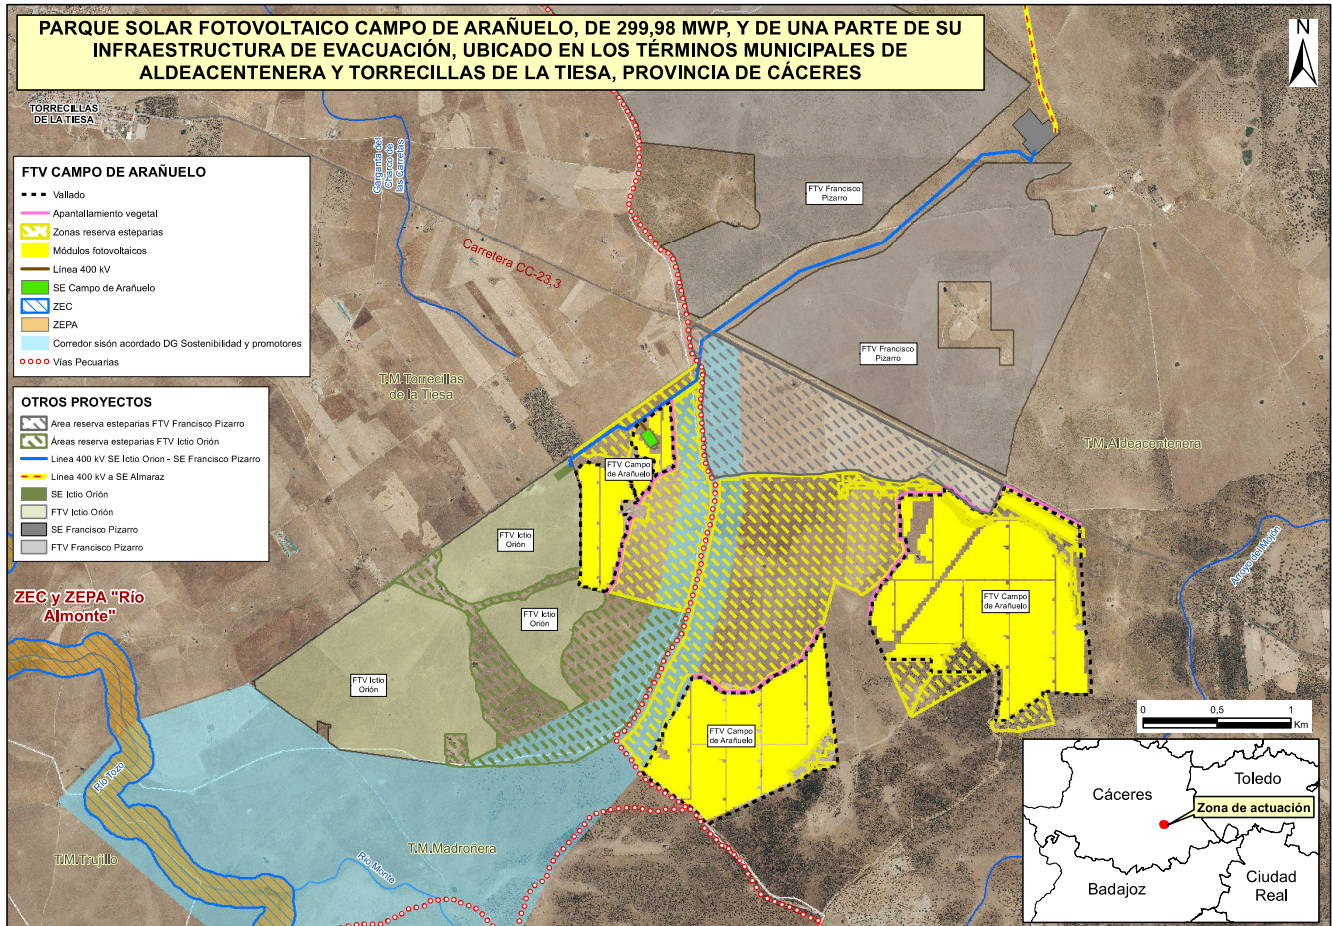 PARQUE SOLAR FOTOVOLTAICO CAMPO DE ARAÑUELO, DE 299,98 MWP, Y DE UNA PARTE DE SU
INFRAESTRUCTURA DE EVACUACIÓN, UBICADO EN LOS TÉRMINOS MUNICIPALES DE
ALDEACENTENERA Y TORRECILLAS DE LA TIESA, PROVINCIA DE CÁCERES
N
TORRECILLAS
DE LA TIESA
FTV CAMPO DE ARAÑUELO
Vallado
Apantallamiento vegetal
Zonas reserva esteparias
Módulos fotovoltaicos
Línea 400 kV
SE Campo de Arañuelo
ZEC
ZEPA
Corredor sisón acordado DG Sostenibilidad y promotores
Vías Pecuarias
OTROS PROYECTOS
Area reserva esteparias FTV Francisco Pizarro
Áreas reserva esteparias FTV Ictio Orión
Linea 400 kV SE Ictio Orion - SE Francisco Pizarro
Línea 400 kV a SE Almaraz
SE Ictio Orión
FTV Ictio Orión
SE Francisco Pizarro
FTV Francisco Pizarro
Garganta del
Charco de
las Carretas
Carretera CC-23,3
FTV Francisco
Pizarro
FTV Francisco
Pizarro
T.M.Torrecillas
de la Tiesa
T.M.Aldeacentenera
FTV Campo
de Arañuelo
FTV Ictio
Orión
FTV Ictio
Orión
FTV Ictio
Orión
FTV Campo
de Arañuelo
FTV Campo
de Arañuelo
Arroyo del Mojón
ZEC y ZEPA "Río
Almonte"
Río Tozo
T.M.Trujillo
T.M.Madroñera
Río Monte
0 0,5 1
Km
Cáceres
Toledo
Zona de actuación
Badajoz
Ciudad
Real